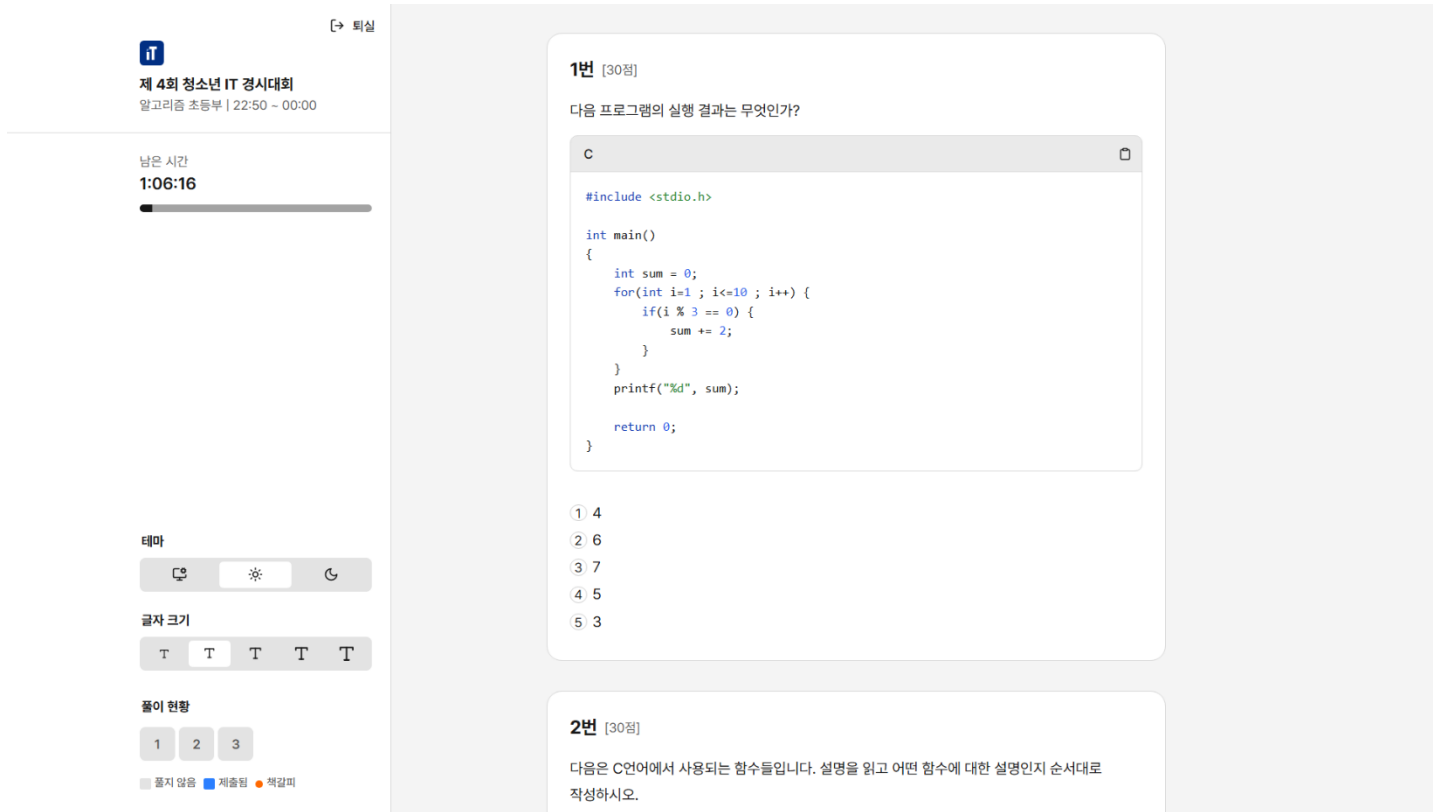 퇴실
iT
제 4회 청소년 IT 경시대회
알고리즘 초등부 | 22:50 ~ 00:00
남은 시간
1:06:16
테마
글자 크기
T T T T T
풀이 현황
1 2 3
풀지 않음 제출됨 책갈피
1번 [30점]
다음 프로그램의 실행 결과는 무엇인가?
C
#include <stdio.h>
int main()
{
    int sum = 0;
    for(int i=1 ; i<=10 ; i++) {
        if(i % 3 == 0) {
            sum += 2;
        }
    }
    printf("%d", sum);
    return 0;
}
① 4
② 6
③ 7
④ 5
⑤ 3
2번 [30점]
다음은 C언어에서 사용되는 함수들입니다. 설명을 읽고 어떤 함수에 대한 설명인지 순서대로
작성하시오.